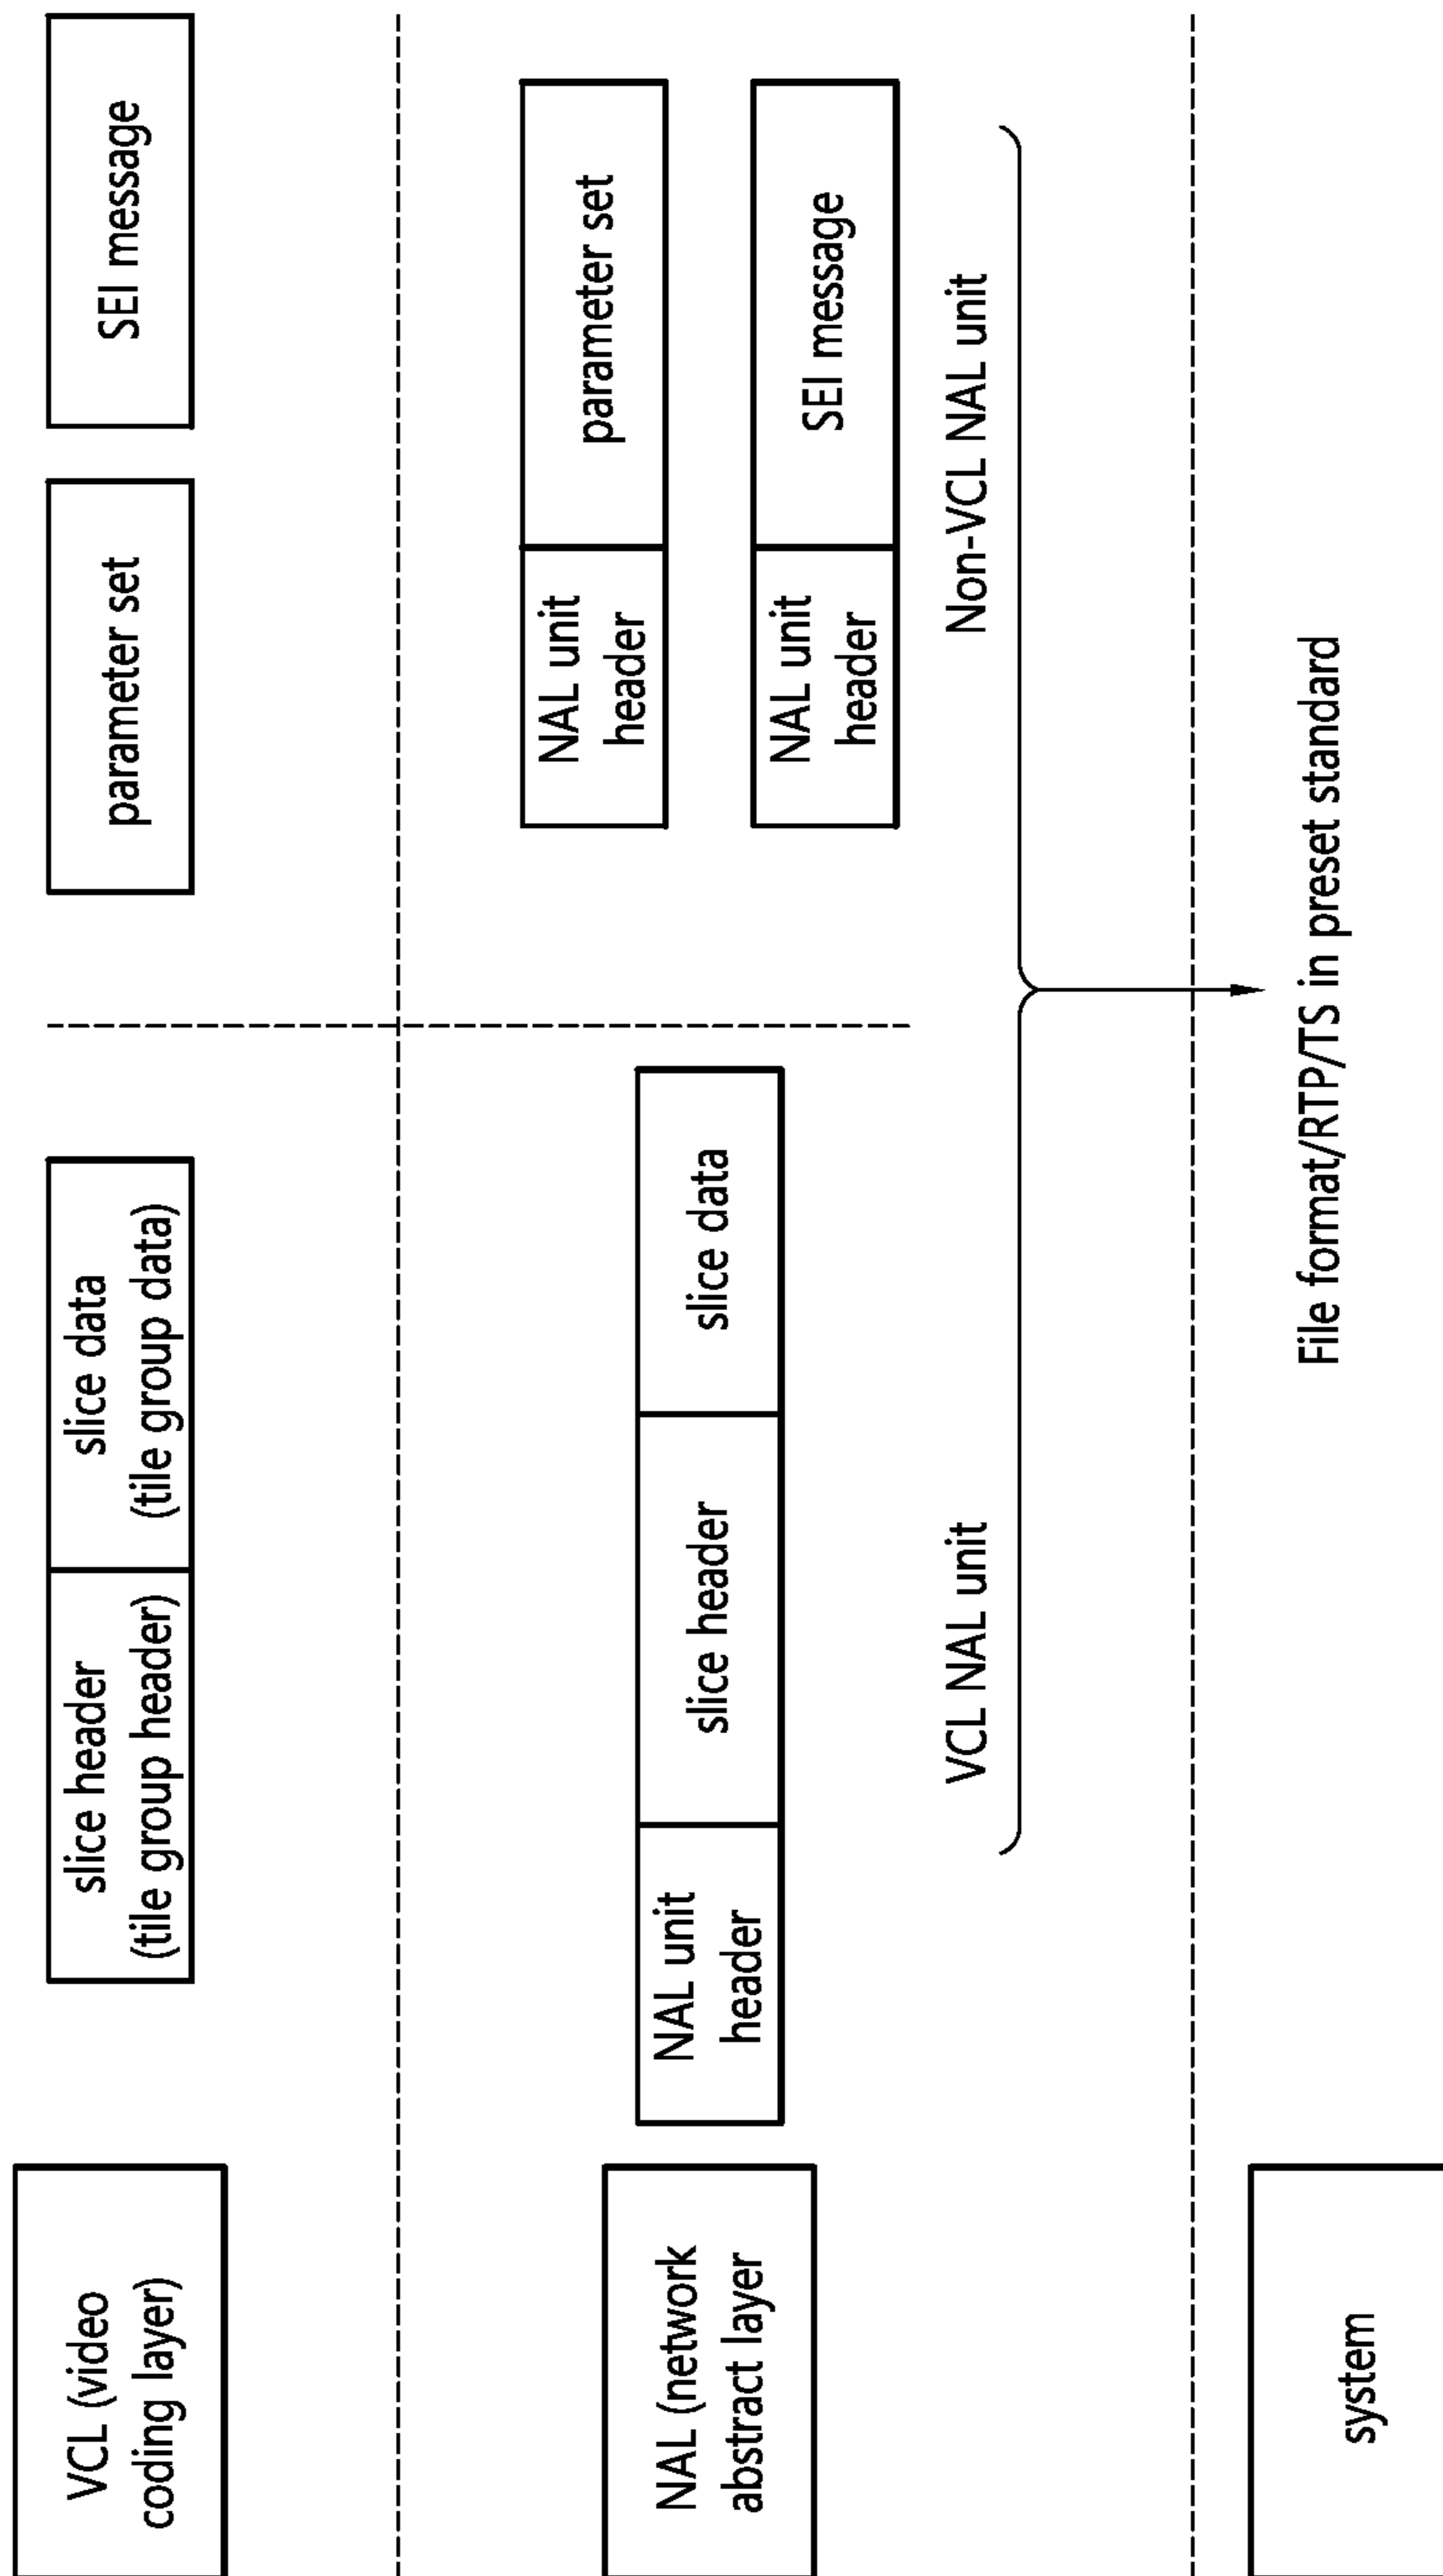 VCL (video
coding layer)
slice header
(tile group header)
slice data
(tile group data)
parameter set
SEI message
NAL (network
abstract layer
NAL unit
header
slice header
slice data
NAL unit
header
parameter set
NAL unit
header
SEI message
VCL NAL unit
Non-VCL NAL unit
system
File format/RTP/TS in preset standard